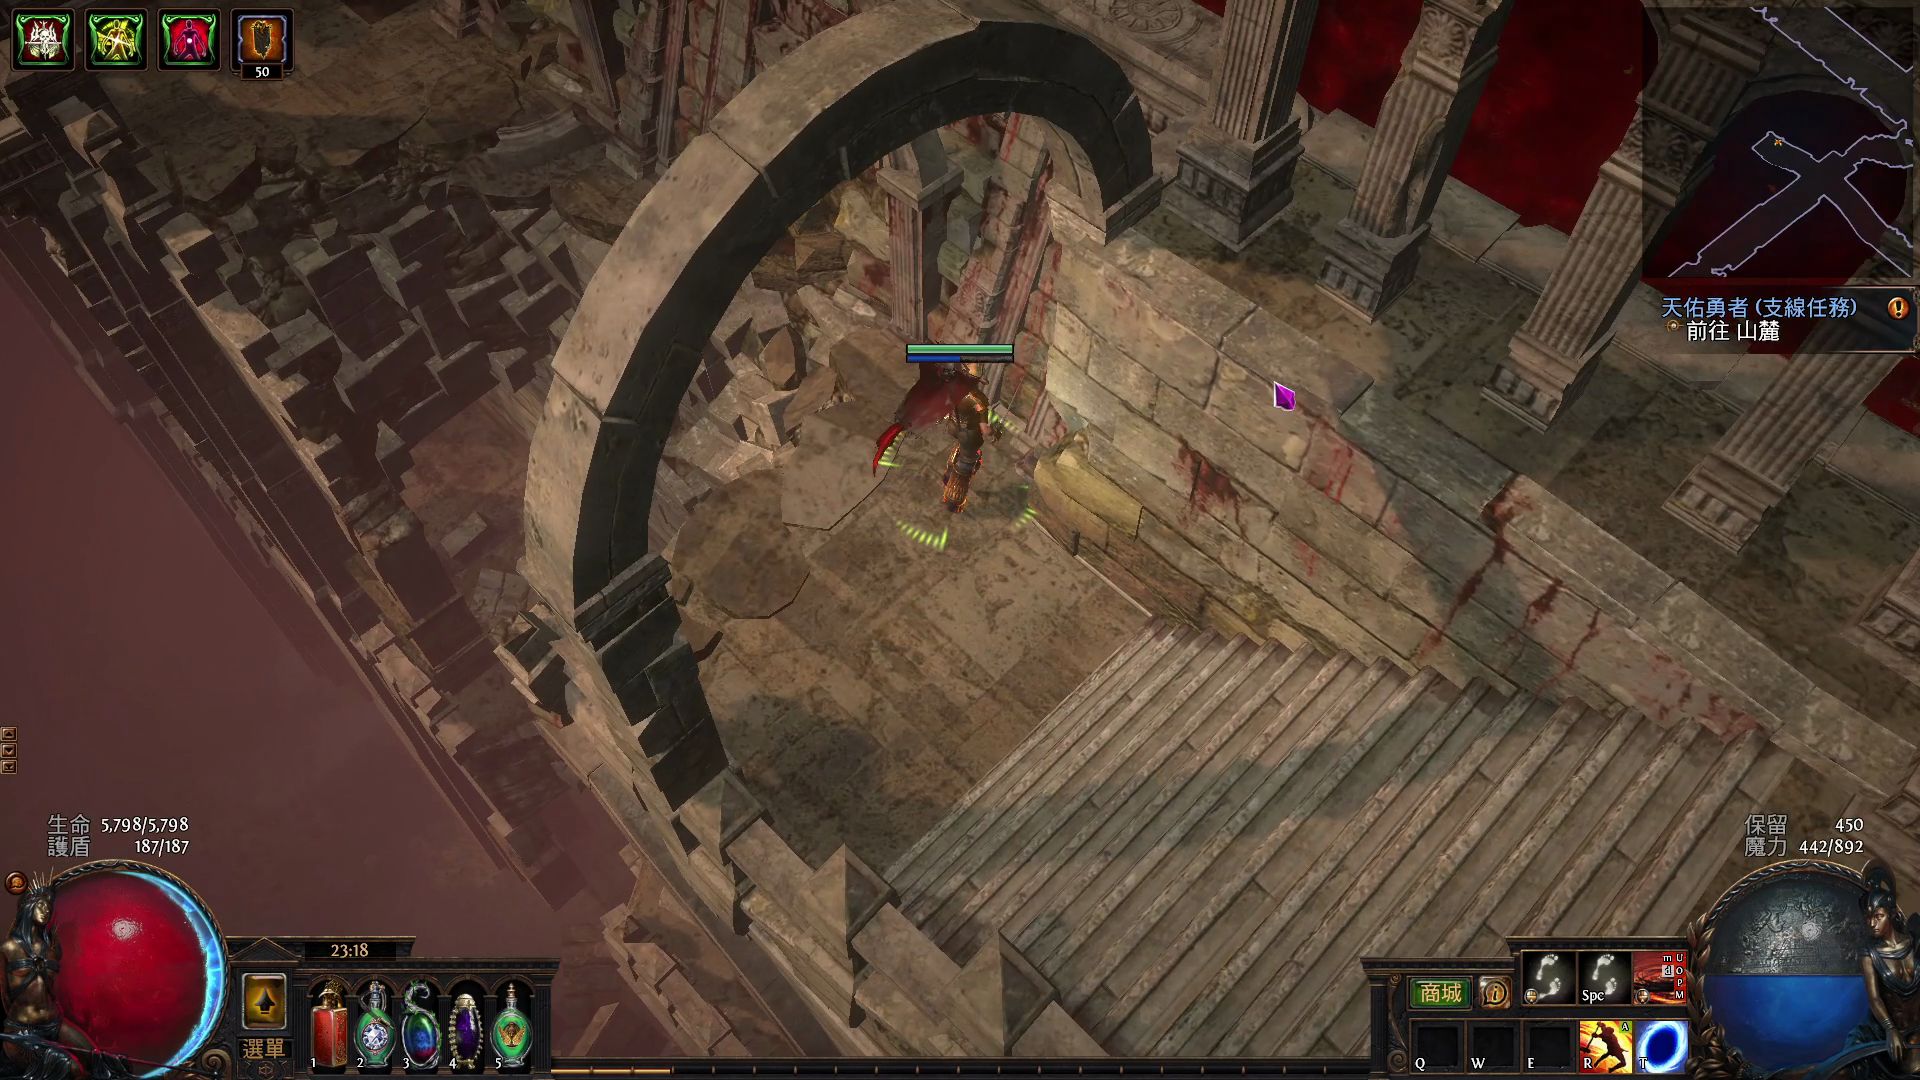 50
天佑勇者 (支線任務)
前往 山麓
生命 5,798/5,798
護盾 187/187
保留 450
魔力 442/892
23:18
選單
1 2 3 4 5
商城
Spc
m U
d O
P
M
Q W E R A T